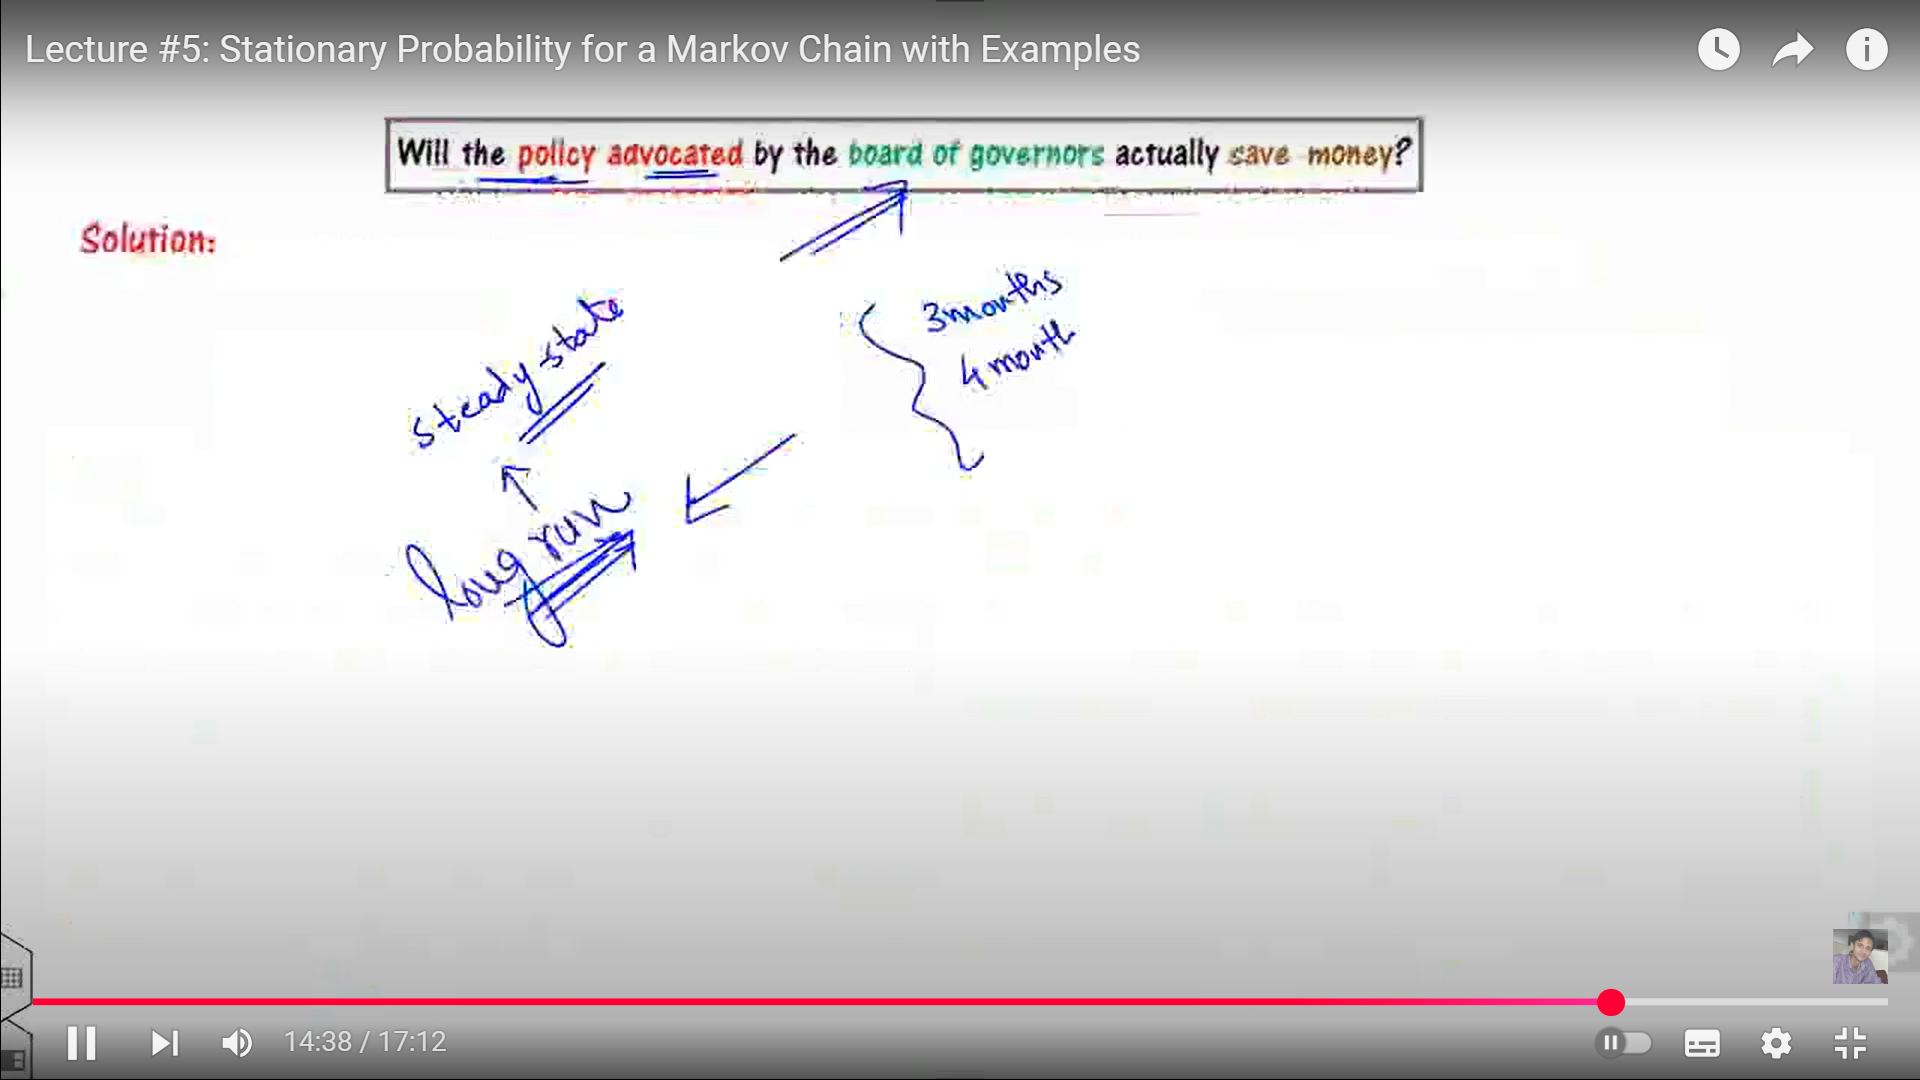 Lecture #5: Stationary Probability for a Markov Chain with Examples
Will the policy advocated by the board of governors actually save money?
Solution:
3 months
4 month
steady state
long run
14:38 / 17:12